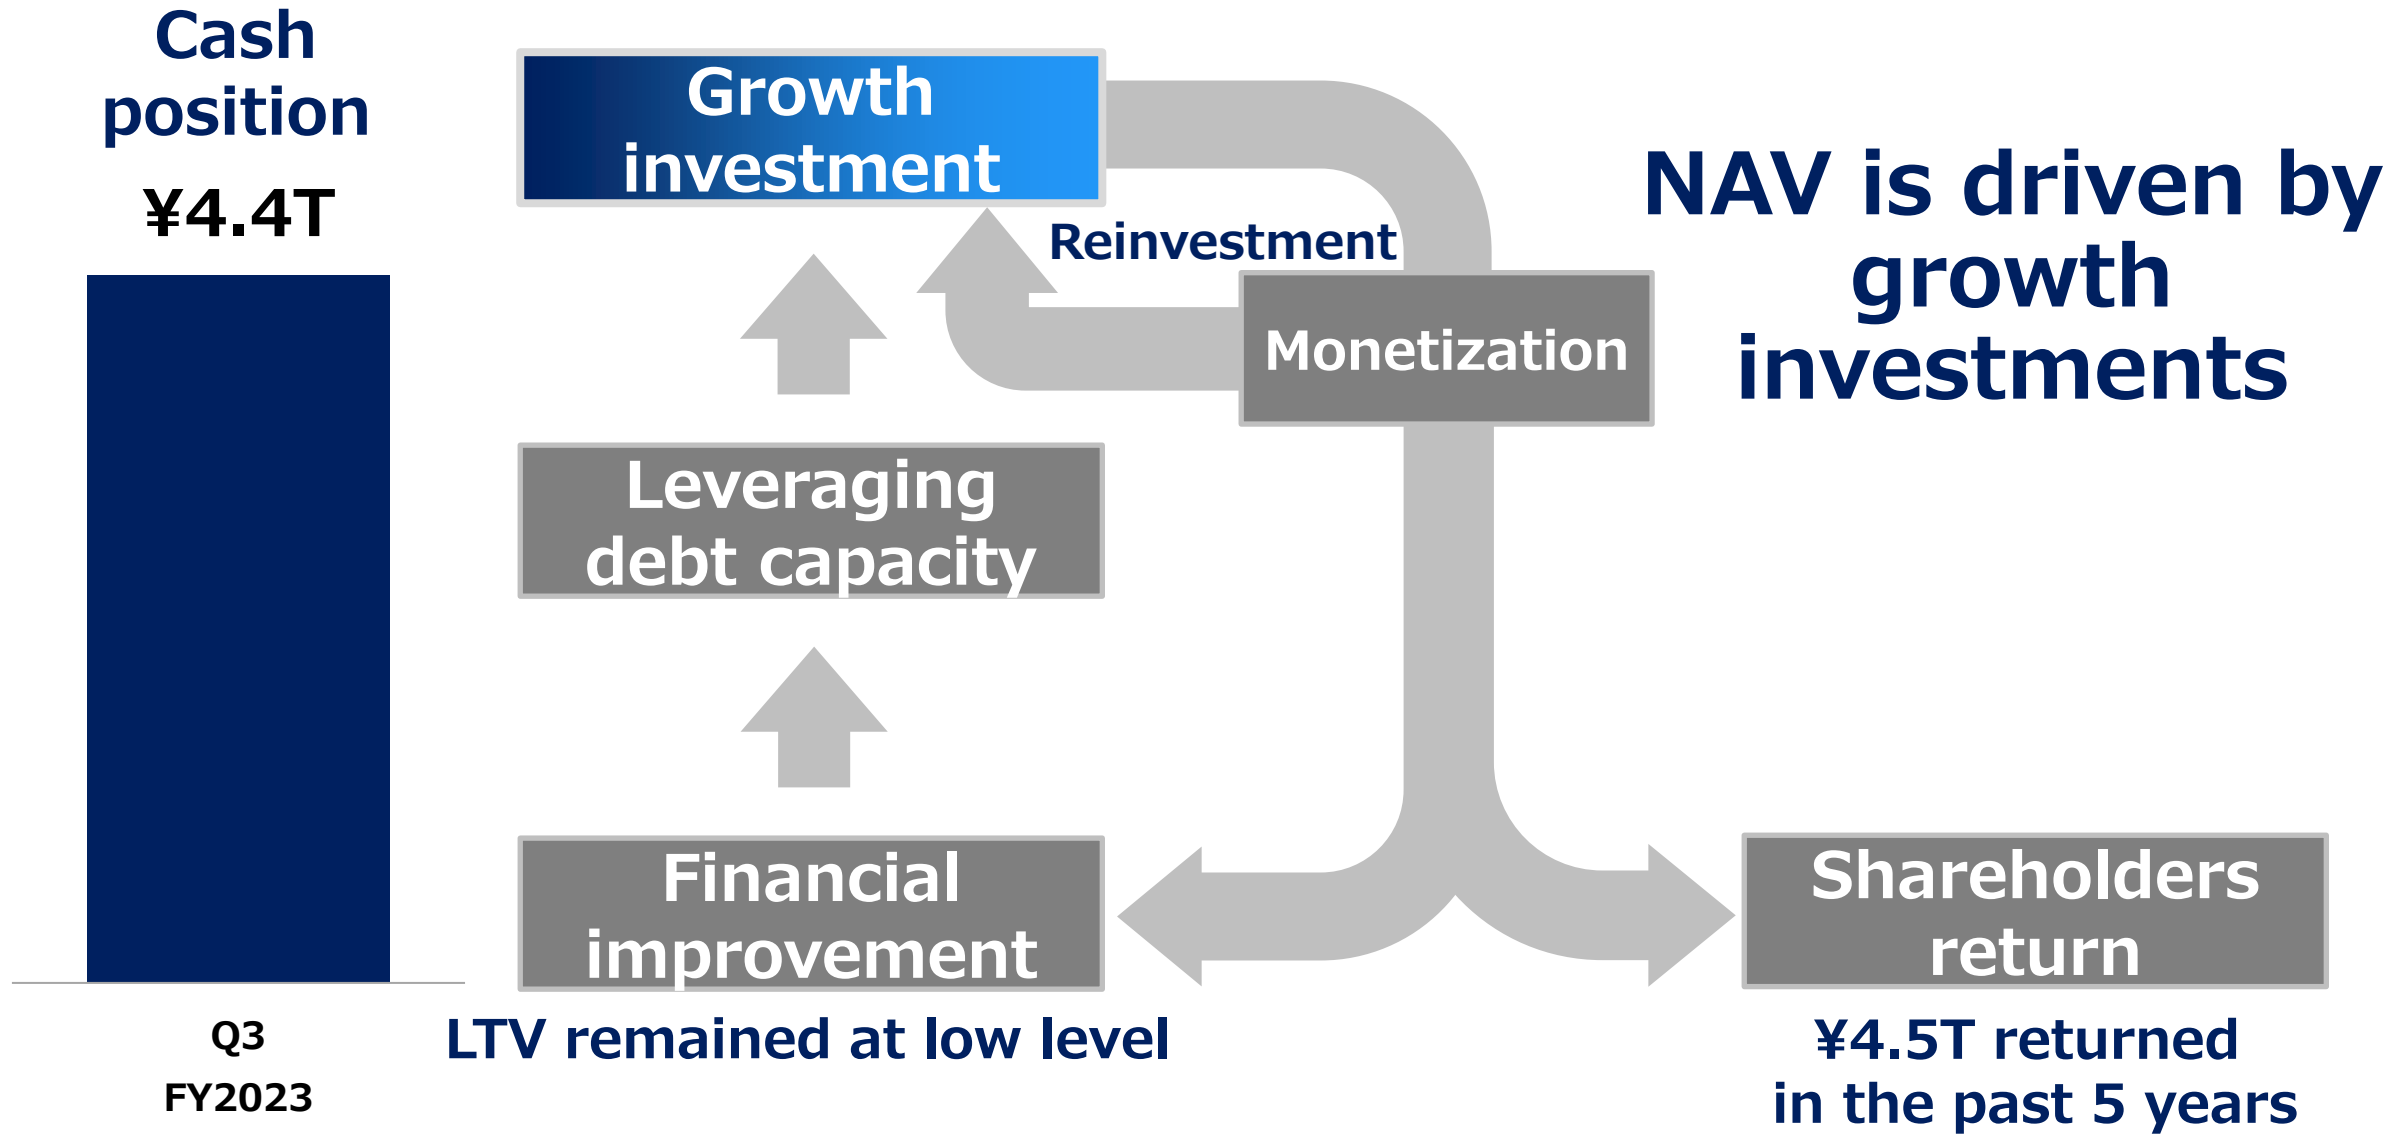 Cash
position
¥4.4T
Q3
FY2023
Growth
investment
Reinvestment
Monetization
NAV is driven by
growth
investments
Leveraging
debt capacity
Financial
improvement
LTV remained at low level
Shareholders
return
¥4.5T returned
in the past 5 years